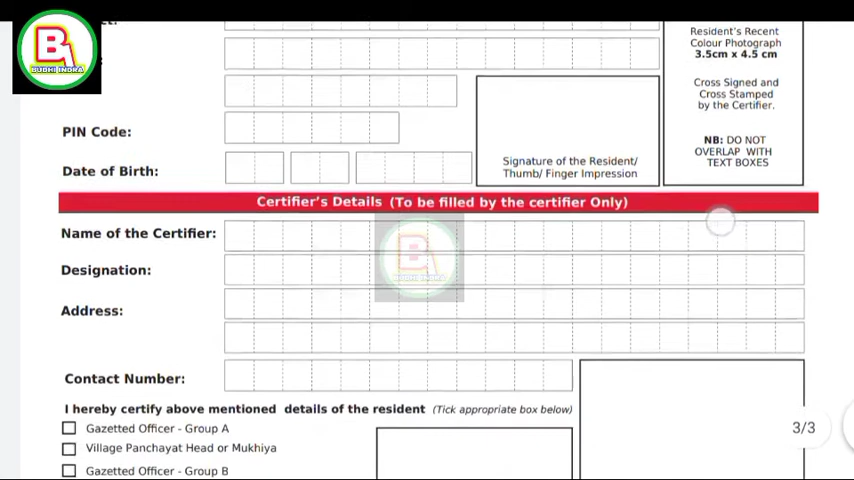 B
BUDHI INDRA
Resident's Recent
Colour Photograph
3.5cm x 4.5 cm
Cross Signed and
Cross Stamped
by the Certifier.
PIN Code:
NB: DO NOT
OVERLAP WITH
TEXT BOXES
Signature of the Resident/
Thumb/ Finger Impression
Date of Birth:
Certifier's Details (To be filled by the certifier Only)
Name of the Certifier:
B
BUDHI INDRA
Designation:
Address:
Contact Number:
I hereby certify above mentioned details of the resident (Tick appropriate box below)
Gazetted Officer - Group A
3/3
Village Panchayat Head or Mukhiya
Gazetted Officer - Group B